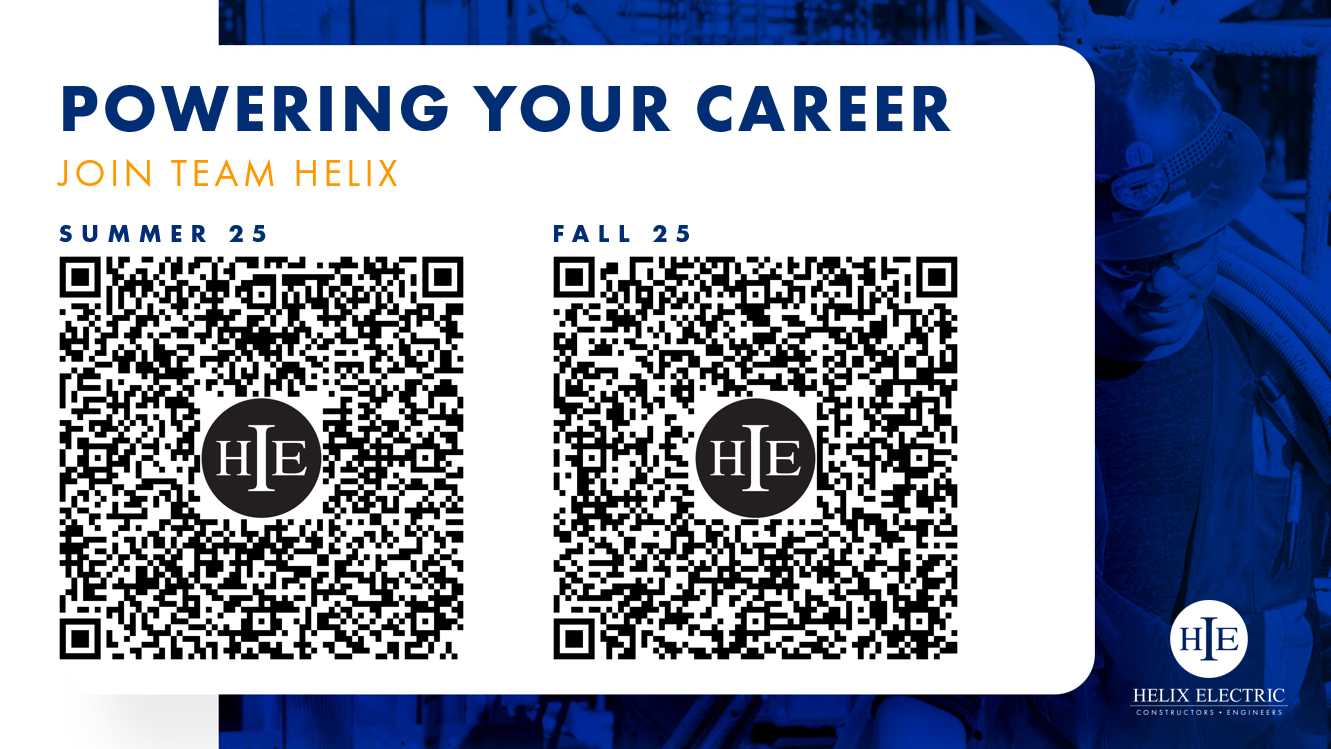 POWERING YOUR CAREER
JOIN TEAM HELIX
SUMMER 25
FALL 25
HIE
HIE
HIE
HELIX ELECTRIC
CONSTRUCTORS • ENGINEERS